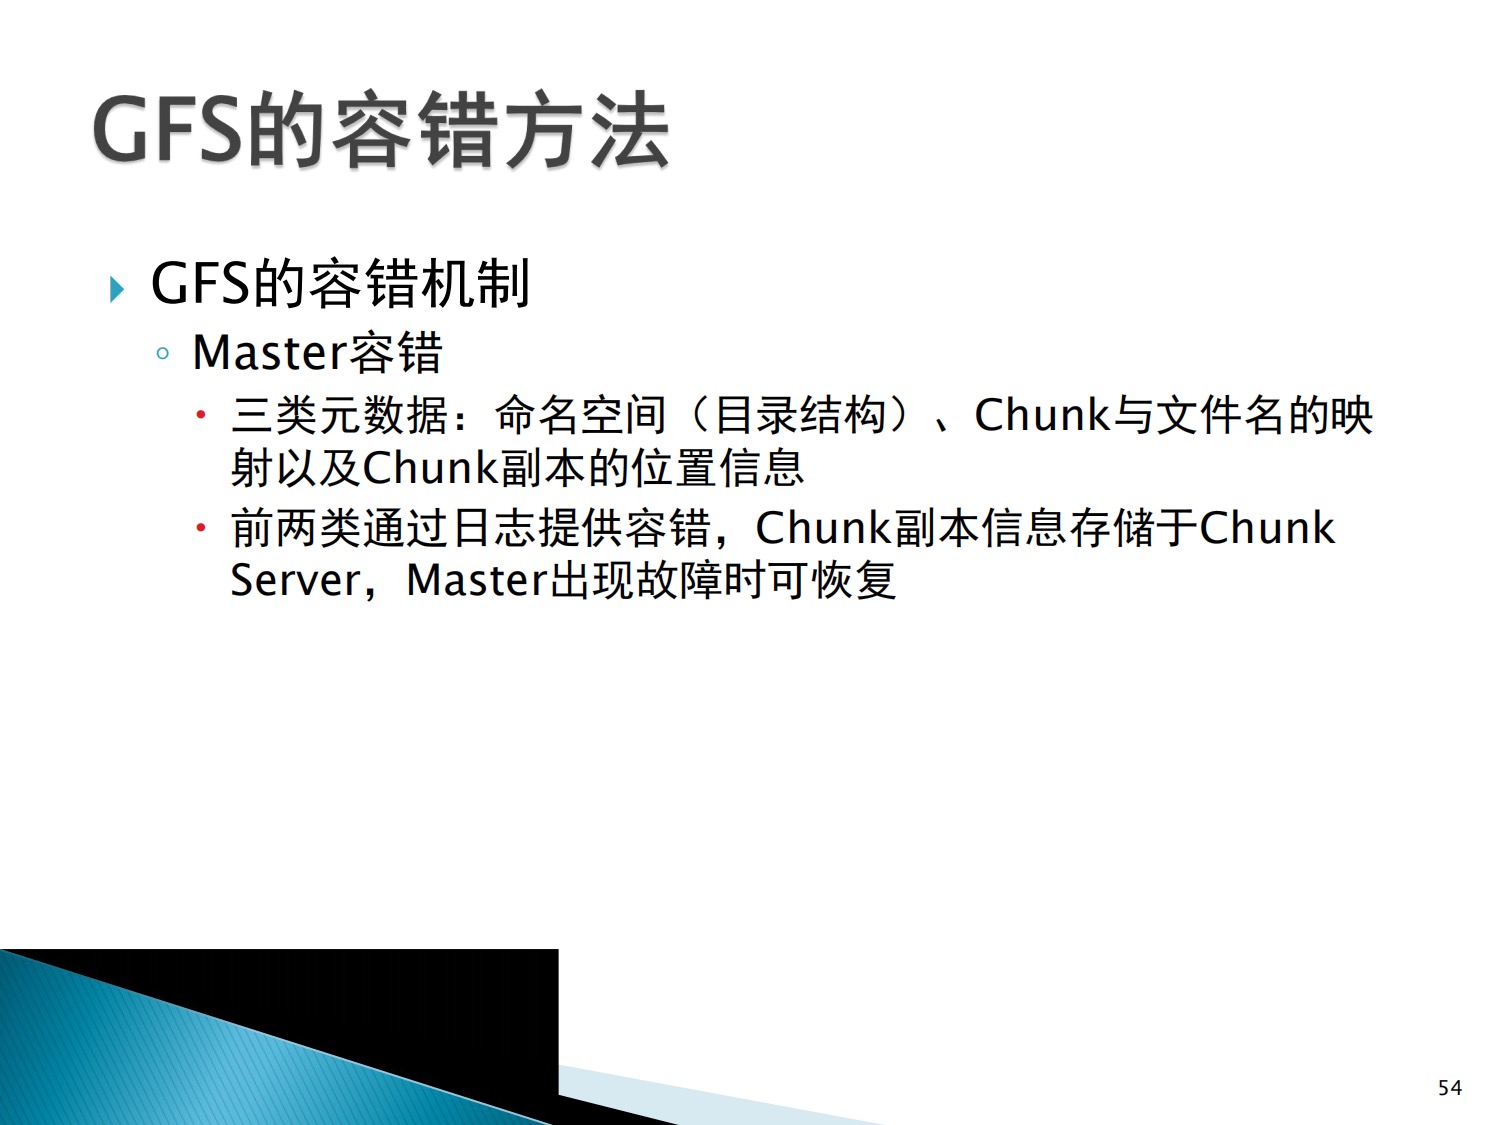 GFS的容错方法
GFS的容错机制
Master容错
三类元数据：命名空间（目录结构）、Chunk与文件名的映
射以及Chunk副本的位置信息
前两类通过日志提供容错，Chunk副本信息存储于Chunk
Server，Master出现故障时可恢复
54